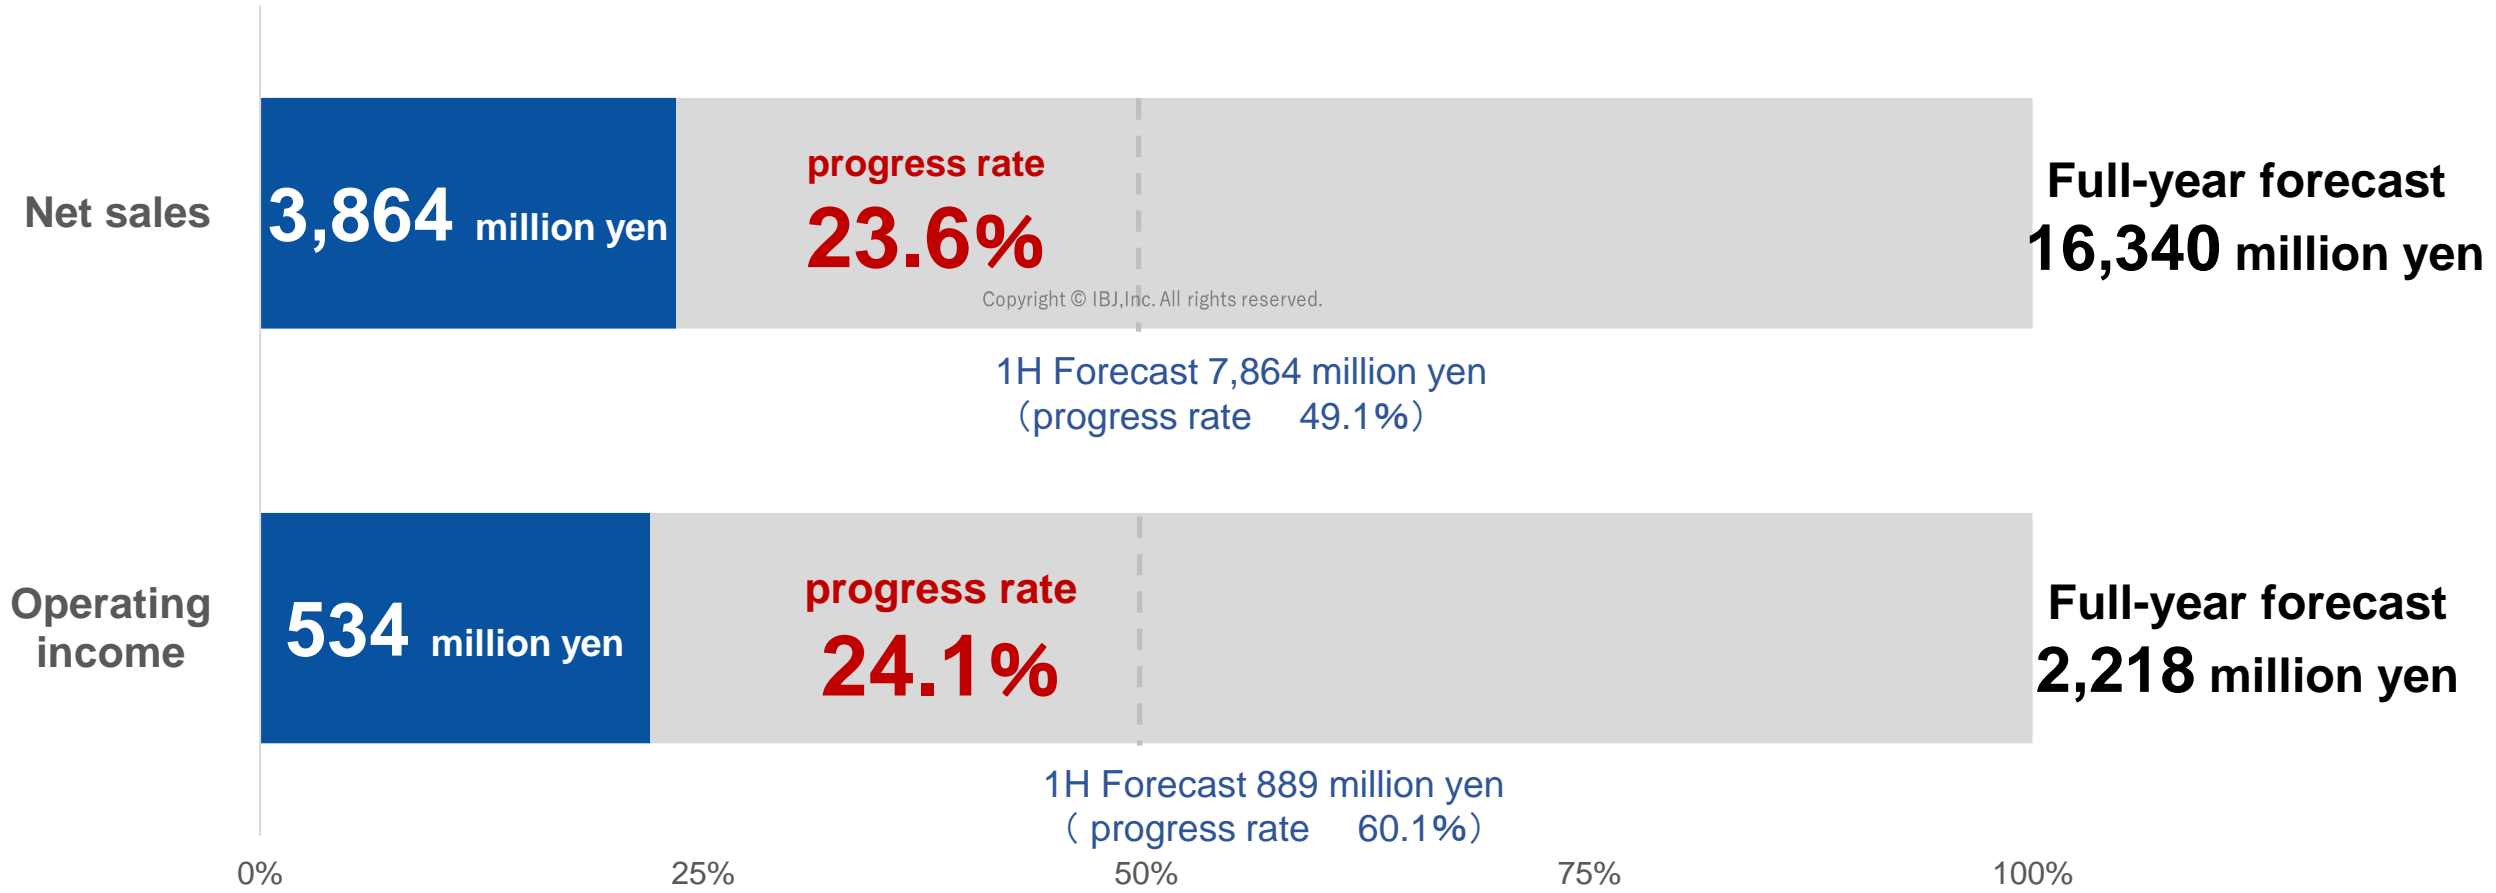 Net sales
3,864 million yen
progress rate
23.6%
Full-year forecast
16,340 million yen
Copyright © IBJ,Inc. All rights reserved.
1H Forecast 7,864 million yen
（progress rate 49.1%）
Operating
income
534 million yen
progress rate
24.1%
Full-year forecast
2,218 million yen
1H Forecast 889 million yen
（ progress rate 60.1%）
0% 25% 50% 75% 100%